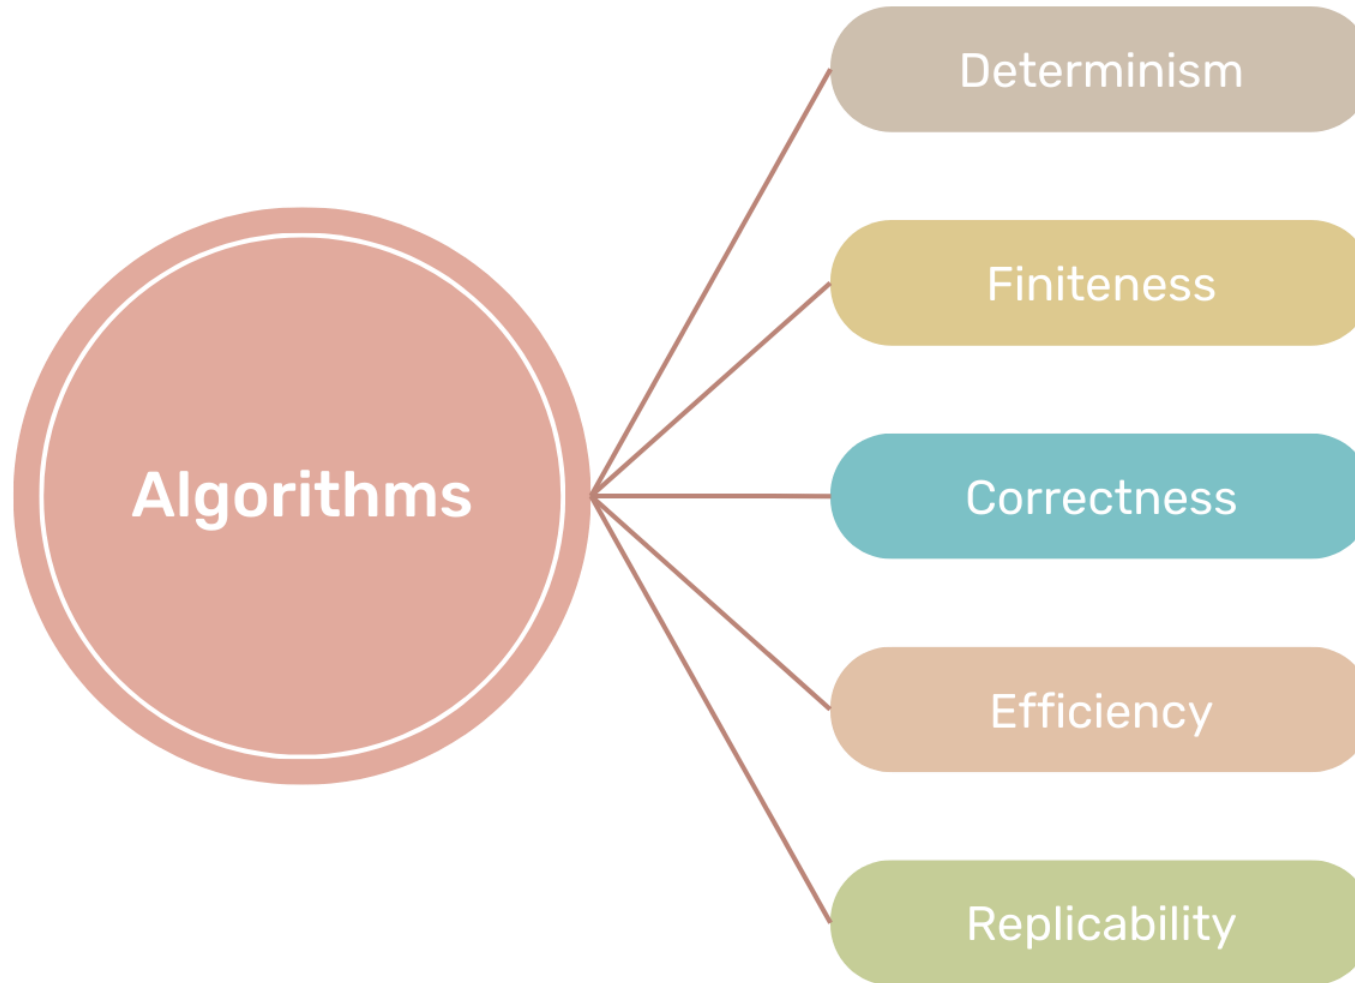 Algorithms
Determinism
Finiteness
Correctness
Efficiency
Replicability